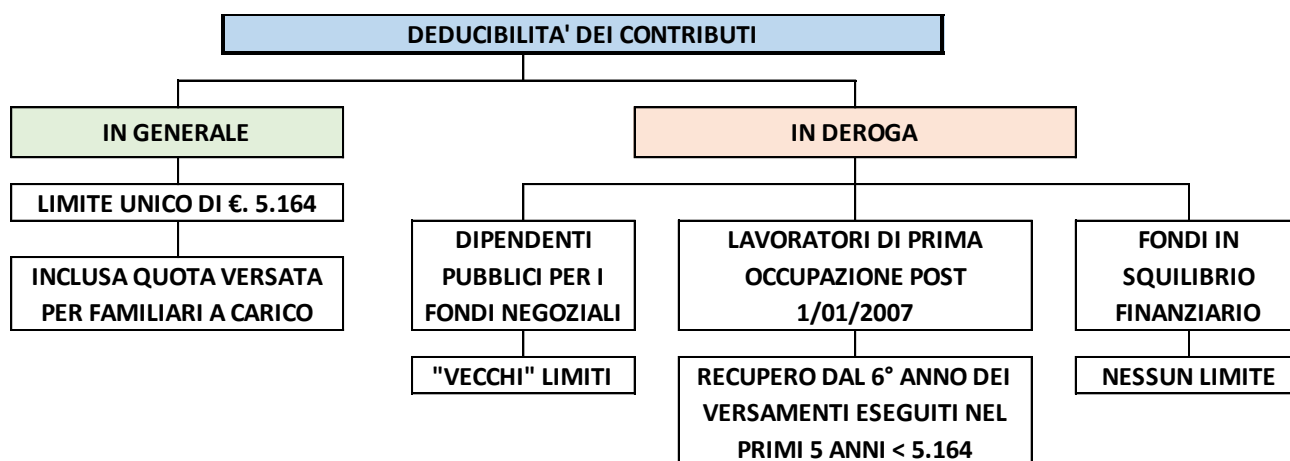 DEDUCIBILITA' DEI CONTRIBUTI
IN GENERALE
LIMITE UNICO DI €. 5.164
INCLUSA QUOTA VERSATA
PER FAMILIARI A CARICO
IN DEROGA
DIPENDENTI
PUBBLICI PER I
FONDI NEGOZIALI
"VECCHI" LIMITI
LAVORATORI DI PRIMA
OCCUPAZIONE POST
1/01/2007
RECUPERO DAL 6° ANNO DEI
VERSAMENTI ESEGUITI NEL
PRIMI 5 ANNI < 5.164
FONDI IN
SQUILIBRIO
FINANZIARIO
NESSUN LIMITE